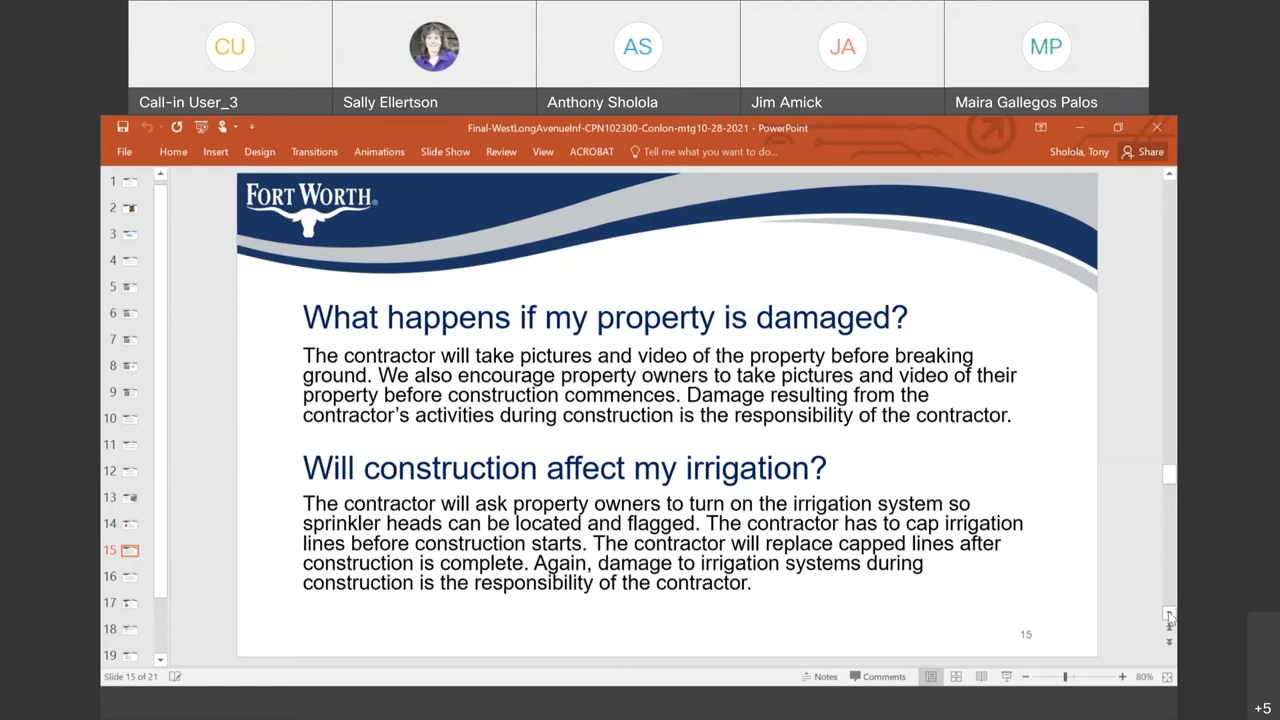 CU
AS
JA
MP
Call-in User_3
Sally Ellertson
Anthony Sholola
Jim Amick
Maira Gallegos Palos
Final-WestLongAvenueInf-CPN102300-Conlon-mtg10-28-2021 - PowerPoint
File Home Insert Design Transitions Animations Slide Show Review View ACROBAT Tell me what you want to do... Sholola, Tony Share
1
2
3
4
5
6
7
8
9
10
11
12
13
14
15
16
17
18
19
FORT WORTH®
What happens if my property is damaged?
The contractor will take pictures and video of the property before breaking
ground. We also encourage property owners to take pictures and video of their
property before construction commences. Damage resulting from the
contractor's activities during construction is the responsibility of the contractor.
Will construction affect my irrigation?
The contractor will ask property owners to turn on the irrigation system so
sprinkler heads can be located and flagged. The contractor has to cap irrigation
lines before construction starts. The contractor will replace capped lines after
construction is complete. Again, damage to irrigation systems during
construction is the responsibility of the contractor.
15
Slide 15 of 21
Notes
Comments
80%
+5